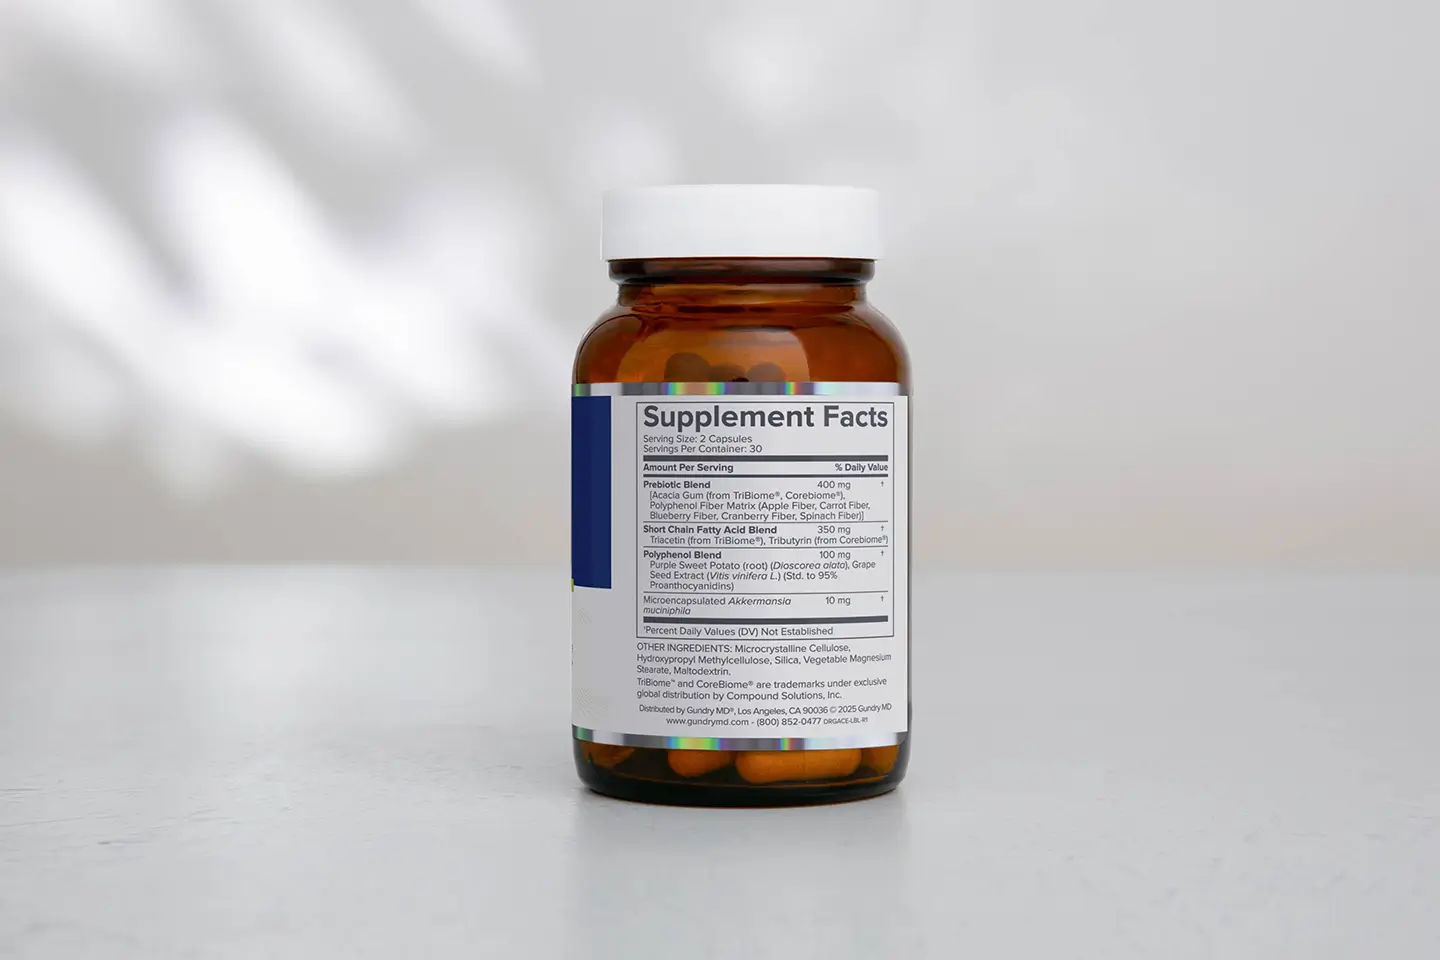 Supplement Facts
Serving Size: 2 Capsules
Servings Per Container: 30
Amount Per Serving % Daily Value
Prebiotic Blend 400 mg †
[Acacia Gum (from TriBiome®, Corebiome®),
Polyphenol Fiber Matrix (Apple Fiber, Carrot Fiber,
Blueberry Fiber, Cranberry Fiber, Spinach Fiber)]
Short Chain Fatty Acid Blend 350 mg †
Triacetin (from TriBiome®), Tributyrin (from Corebiome®)
Polyphenol Blend 100 mg †
Purple Sweet Potato (root) (Dioscorea alata), Grape
Seed Extract (Vitis vinifera L.) (Std. to 95%
Proanthocyanidins)
Microencapsulated Akkermansia 10 mg †
muciniphila
†Percent Daily Values (DV) Not Established
OTHER INGREDIENTS: Microcrystalline Cellulose,
Hydroxypropyl Methylcellulose, Silica, Vegetable Magnesium
Stearate, Maltodextrin.
TriBiome™ and CoreBiome® are trademarks under exclusive
global distribution by Compound Solutions, Inc.
Distributed by Gundry MD®, Los Angeles, CA 90036 © 2025 Gundry MD
www.gundrymd.com - (800) 852-0477 DRGACE-LBL-R1